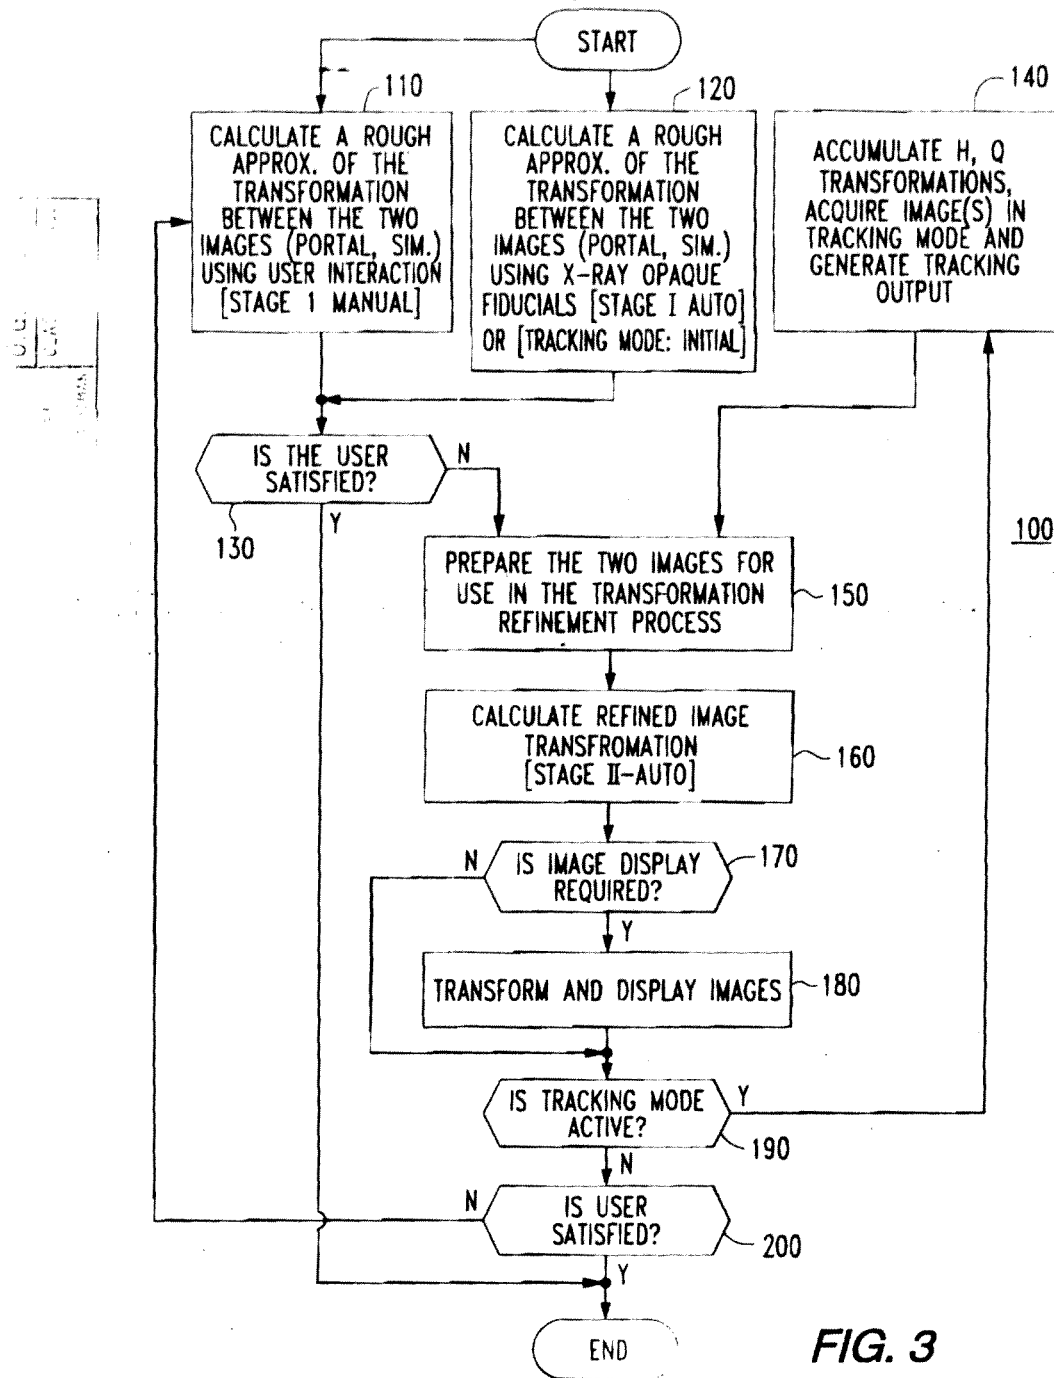 START
110
CALCULATE A ROUGH
APPROX. OF THE
TRANSFORMATION
BETWEEN THE TWO
IMAGES (PORTAL, SIM.)
USING USER INTERACTION
[STAGE 1 MANUAL]
120
CALCULATE A ROUGH
APPROX. OF THE
TRANSFORMATION
BETWEEN THE TWO
IMAGES (PORTAL, SIM.)
USING X-RAY OPAQUE
FIDUCIALS [STAGE I AUTO]
OR [TRACKING MODE: INITIAL]
140
ACCUMULATE H, Q
TRANSFORMATIONS,
ACQUIRE IMAGE(S) IN
TRACKING MODE AND
GENERATE TRACKING
OUTPUT
IS THE USER
SATISFIED?
N
Y
130
100
PREPARE THE TWO IMAGES FOR
USE IN THE TRANSFORMATION
REFINEMENT PROCESS
150
CALCULATE REFINED IMAGE
TRANSFROMATION
[STAGE II-AUTO]
160
N
IS IMAGE DISPLAY
REQUIRED?
170
Y
TRANSFORM AND DISPLAY IMAGES
180
IS TRACKING MODE
ACTIVE?
Y
190
N
N
IS USER
SATISFIED?
200
Y
END
FIG. 3